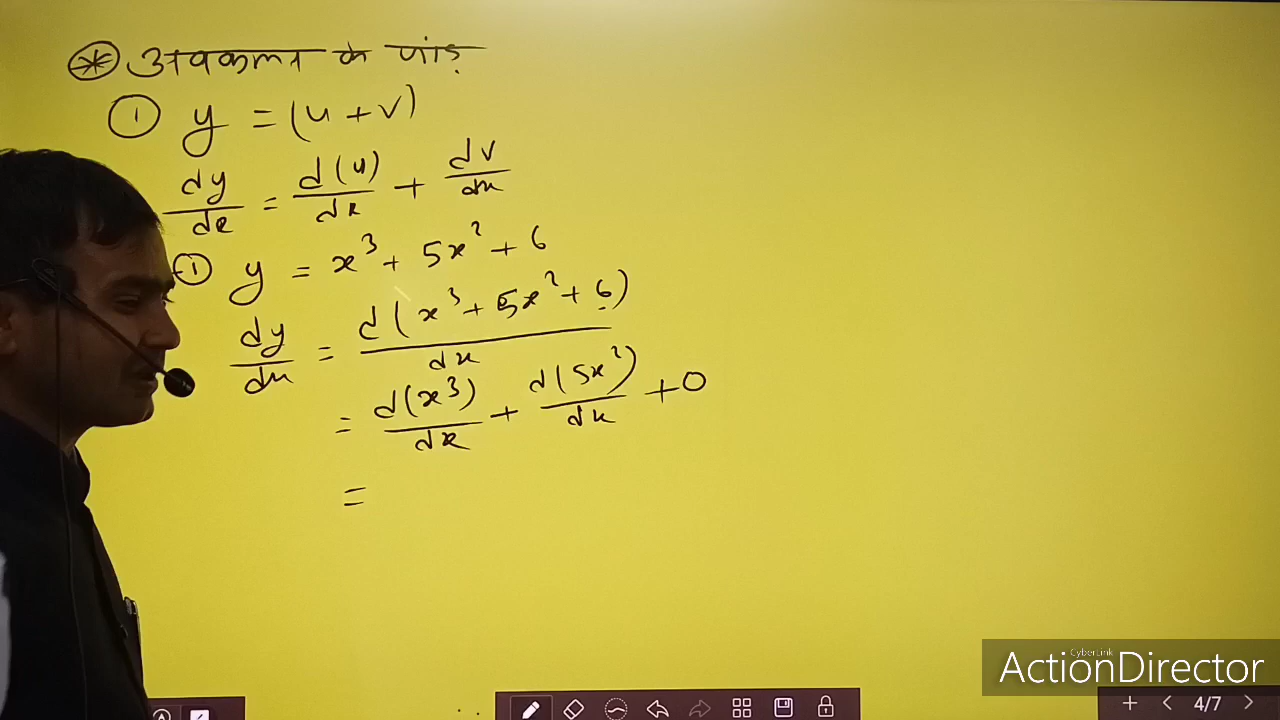 * अवकलन के जोड़
① y = (u + v)
dy/dx = d(u)/dx + dv/dx
① y = x³ + 5x² + 6
dy/dx = d(x³ + 5x² + 6)/dx
= d(x³)/dx + d(5x²)/dx + 0
=
CyberLink
ActionDirector
4/7